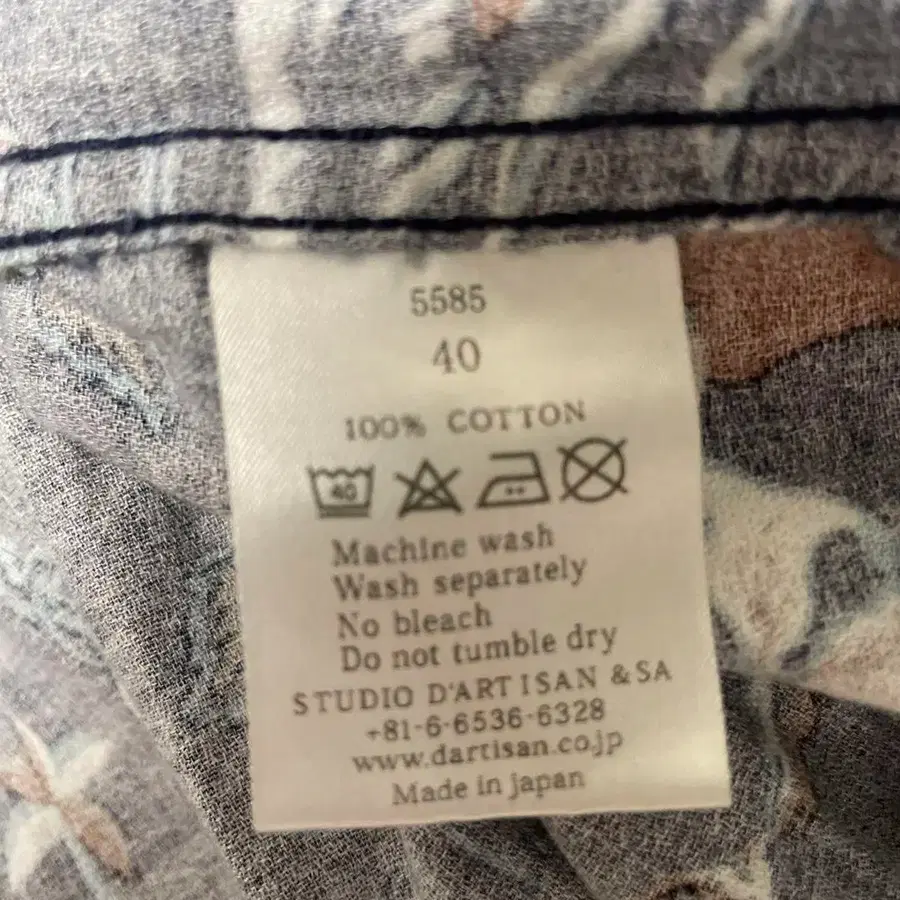 5585
40
100% COTTON
40
Machine wash
Wash separately
No bleach
Do not tumble dry
STUDIO D'ARTISAN & SA
+81-6-6536-6328
www.dartisan.co.jp
Made in japan